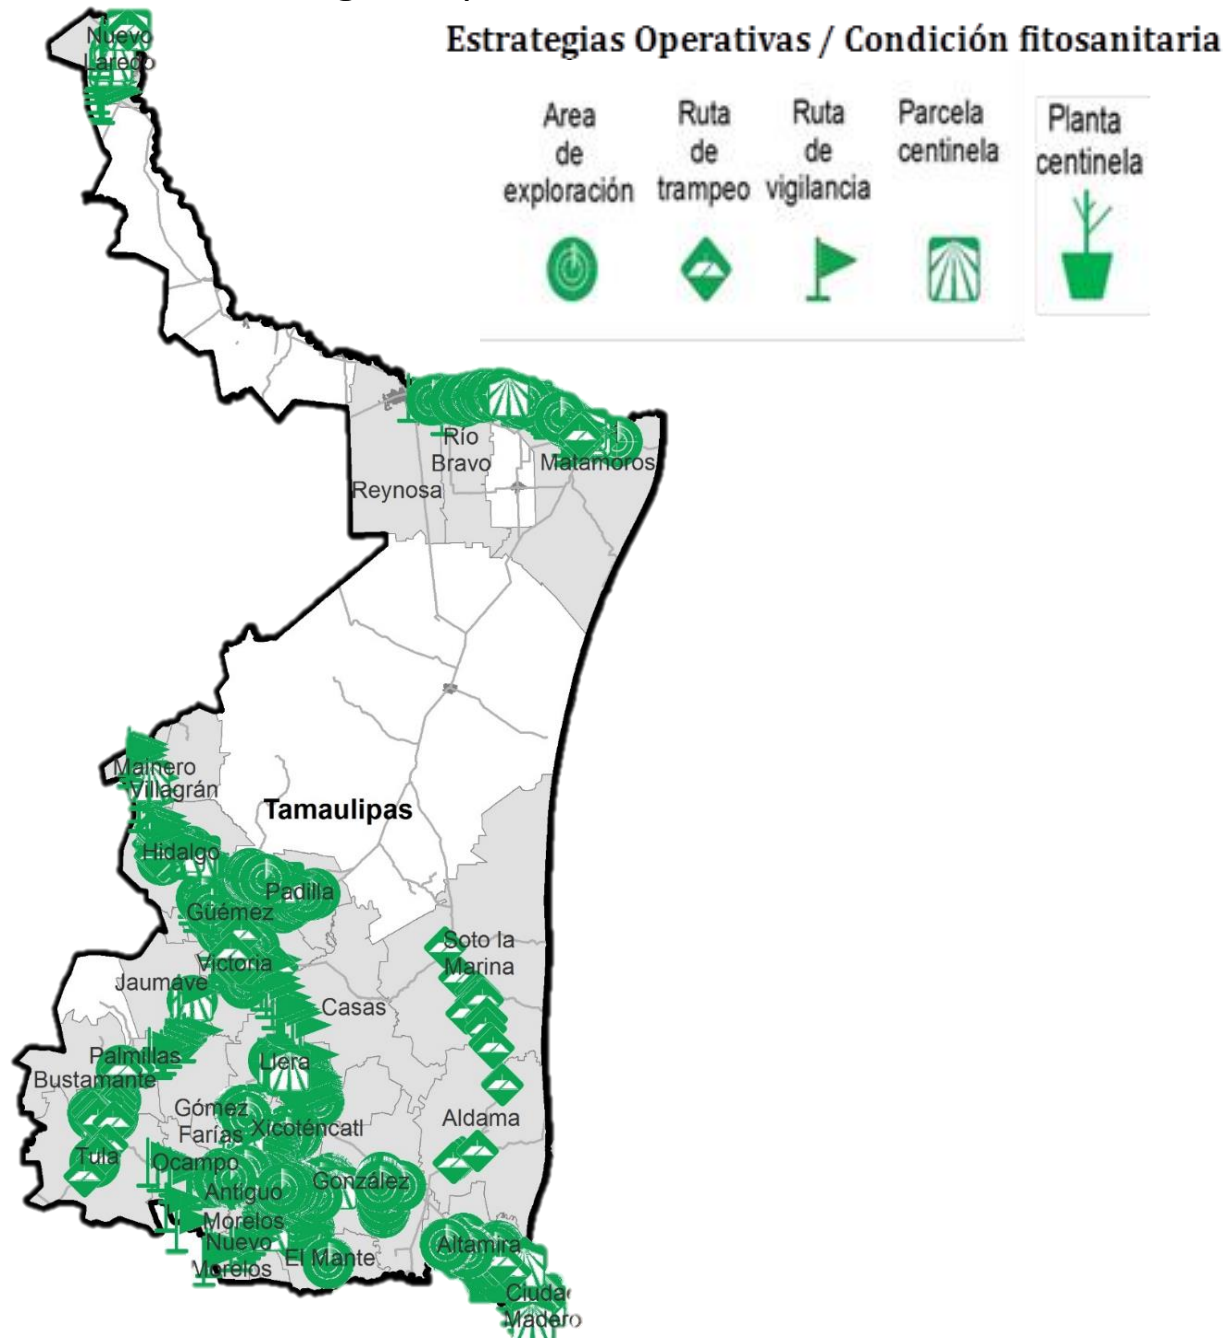 Estrategias Operativas / Condición fitosanitaria
Area
de
exploración
Ruta
de
trampeo
Ruta
de
vigilancia
Parcela
centinela
Planta
centinela
Nuevo
Laredo
Río
Bravo
Matamoros
Reynosa
Mainero
Villagrán
Tamaulipas
Hidalgo
Padilla
Güémez
Soto la
Marina
Victoria
Jaumave
Casas
Palmillas
Llera
Bustamante
Gómez
Farías
Xicoténcatl
Aldama
Tula
Ocampo
González
Antiguo
Morelos
Nuevo
Morelos
El Mante
Altamira
Ciudad
Madero